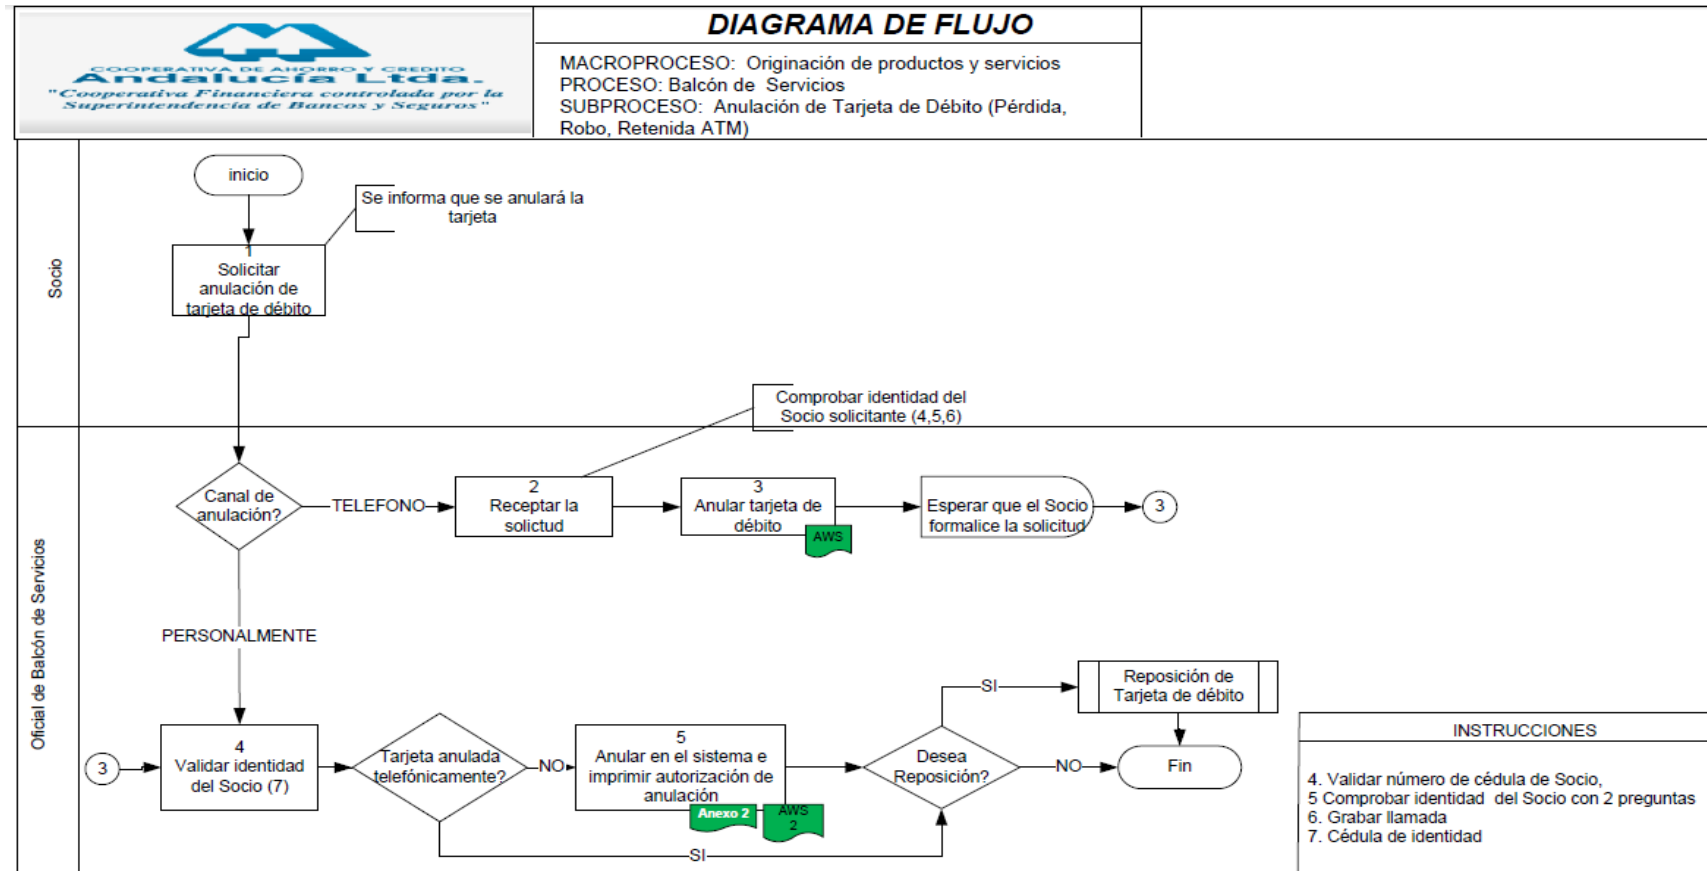 COOPERATIVA DE AHORRO Y CREDITO
Andalucía Ltda.
"Cooperativa Financiera controlada por la
Superintendencia de Bancos y Seguros"
DIAGRAMA DE FLUJO
MACROPROCESO: Originación de productos y servicios
PROCESO: Balcón de Servicios
SUBPROCESO: Anulación de Tarjeta de Débito (Pérdida,
Robo, Retenida ATM)
Socio
inicio
Se informa que se anulará la
tarjeta
1
Solicitar
anulación de
tarjeta de débito
Comprobar identidad del
Socio solicitante (4,5,6)
Oficial de Balcón de Servicios
Canal de
anulación?
TELEFONO
2
Receptar la
solictud
3
Anular tarjeta de
débito
AWS
Esperar que el Socio
formalice la solicitud
3
PERSONALMENTE
3
4
Validar identidad
del Socio (7)
Tarjeta anulada
telefónicamente?
NO
5
Anular en el sistema e
imprimir autorización de
anulación
Anexo 2
AWS
2
SI
Desea
Reposición?
SI
Reposición de
Tarjeta de débito
NO
Fin
INSTRUCCIONES
4. Validar número de cédula de Socio,
5 Comprobar identidad del Socio con 2 preguntas
6. Grabar llamada
7. Cédula de identidad